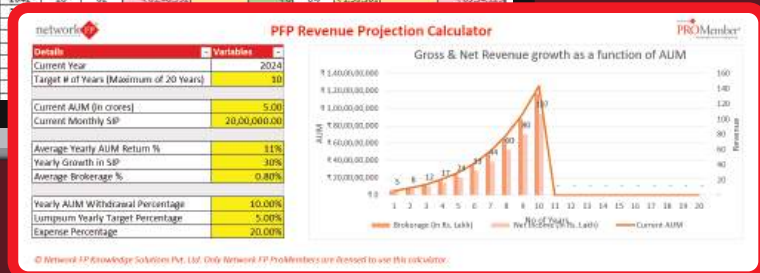 networkFP
PFP Revenue Projection Calculator
PROMember
Details Variables
Current Year 2024
Target # of Years (Maximum of 20 Years) 10
Current AUM (in crores) 5.00
Current Monthly SIP 20,00,000.00
Average Yearly AUM Return % 11%
Yearly Growth in SIP 30%
Average Brokerage % 0.80%
Yearly AUM Withdrawal Percentage 10.00%
Lumpsum Yearly Target Percentage 5.00%
Expense Percentage 20.00%
Gross & Net Revenue growth as a function of AUM
₹ 1,40,00,00,000
₹ 1,20,00,00,000
₹ 1,00,00,00,000
₹ 80,00,00,000
₹ 60,00,00,000
₹ 40,00,00,000
₹ 20,00,00,000
₹ 0
AUM
5 8 12 17 24
160
140
120
100
80
60
40
20
-
Revenue
1 2 3 4 5 6 7 8 9 10 11 12 13 14 15 16 17 18 19 20
No of Years
Brokerage (in Rs. Lakh) Net Income (in Rs. Lakh) Current AUM
© Network FP Knowledge Solutions Pvt. Ltd. Only Network FP ProMembers are licensed to use this calculator.